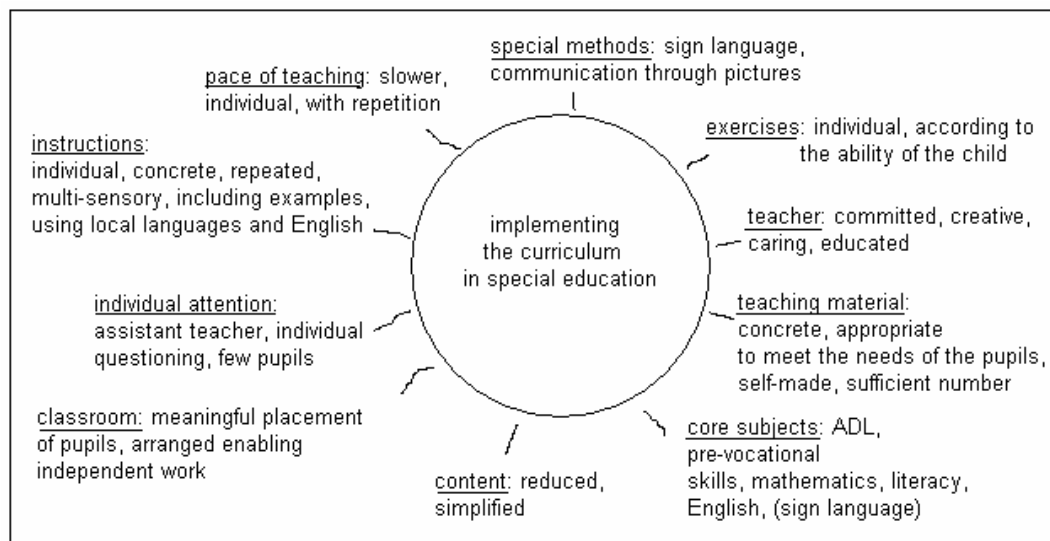 special methods: sign language,
communication through pictures
pace of teaching: slower,
individual, with repetition
exercises: individual, according to
the ability of the child
instructions:
individual, concrete, repeated,
multi-sensory, including examples,
using local languages and English
teacher: committed, creative,
caring, educated
implementing
the curriculum
in special education
individual attention:
assistant teacher, individual
questioning, few pupils
teaching material:
concrete, appropriate
to meet the needs of the pupils,
self-made, sufficient number
classroom: meaningful placement
of pupils, arranged enabling
independent work
content: reduced,
simplified
core subjects: ADL,
pre-vocational
skills, mathematics, literacy,
English, (sign language)